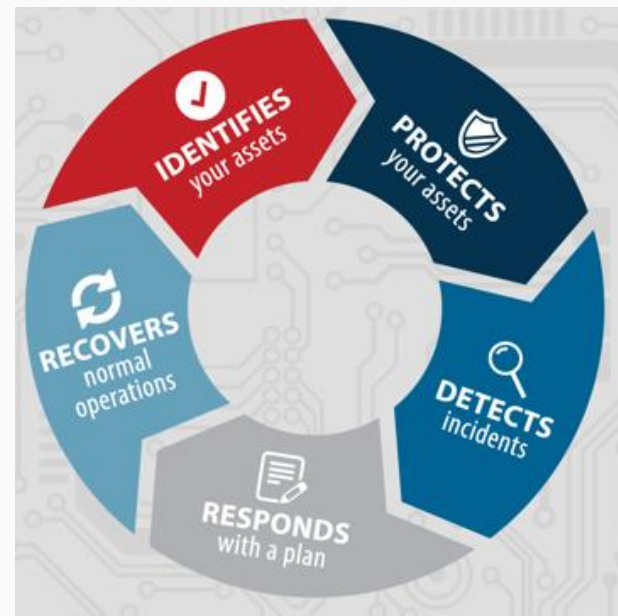 IDENTIFIES
your assets
PROTECTS
your assets
DETECTS
incidents
RESPONDS
with a plan
RECOVERS
normal
operations